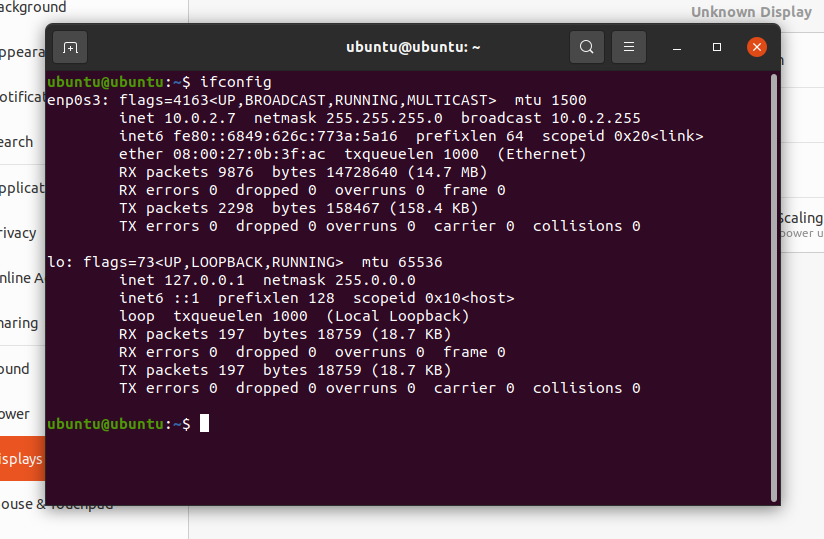 ackground
Unknown Display
ubuntu@ubuntu: ~
ubuntu@ubuntu:~$ ifconfig
enp0s3: flags=4163<UP,BROADCAST,RUNNING,MULTICAST>  mtu 1500
        inet 10.0.2.7  netmask 255.255.255.0  broadcast 10.0.2.255
        inet6 fe80::6849:626c:773a:5a16  prefixlen 64  scopeid 0x20<link>
        ether 08:00:27:0b:3f:ac  txqueuelen 1000  (Ethernet)
        RX packets 9876  bytes 14728640 (14.7 MB)
        RX errors 0  dropped 0  overruns 0  frame 0
        TX packets 2298  bytes 158467 (158.4 KB)
        TX errors 0  dropped 0 overruns 0  carrier 0  collisions 0

lo: flags=73<UP,LOOPBACK,RUNNING>  mtu 65536
        inet 127.0.0.1  netmask 255.0.0.0
        inet6 ::1  prefixlen 128  scopeid 0x10<host>
        loop  txqueuelen 1000  (Local Loopback)
        RX packets 197  bytes 18759 (18.7 KB)
        RX errors 0  dropped 0  overruns 0  frame 0
        TX packets 197  bytes 18759 (18.7 KB)
        TX errors 0  dropped 0 overruns 0  carrier 0  collisions 0

ubuntu@ubuntu:~$
ppeara
otificat
earch
pplicat
rivacy
nline A
haring
ound
ower
isplays
ouse & Touchpad
n
Scaling
power u